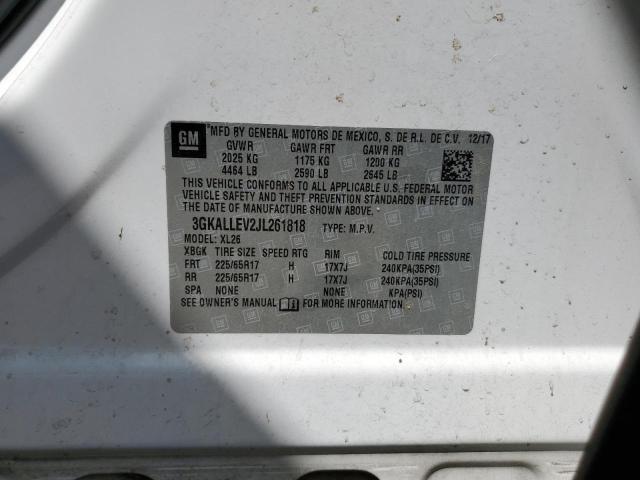 GM
MFD BY GENERAL MOTORS DE MEXICO, S. DE R.L. DE C.V. 12/17
GVWR GAWR FRT GAWR RR
2025 KG 1175 KG 1200 KG
4464 LB 2590 LB 2645 LB
THIS VEHICLE CONFORMS TO ALL APPLICABLE U.S. FEDERAL MOTOR
VEHICLE SAFETY AND THEFT PREVENTION STANDARDS IN EFFECT ON THE
DATE OF MANUFACTURE SHOWN ABOVE.
3GKALLEV2JL261818 TYPE: M.P.V.
MODEL: XL26
XBGK TIRE SIZE SPEED RTG RIM COLD TIRE PRESSURE
FRT 225/65R17 H 17X7J 240KPA(35PSI)
RR 225/65R17 H 17X7J 240KPA(35PSI)
SPA NONE NONE KPA(PSI)
SEE OWNER'S MANUAL FOR MORE INFORMATION.